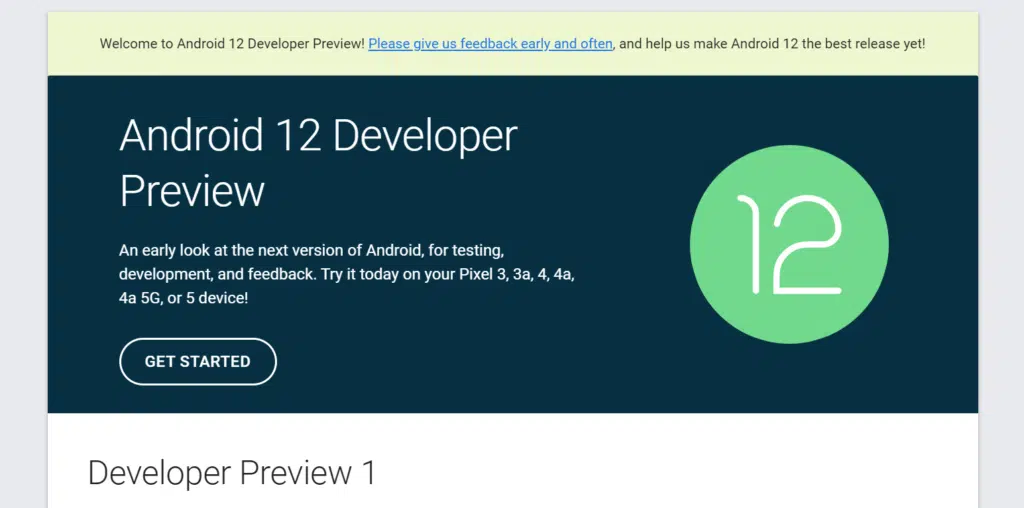 Welcome to Android 12 Developer Preview! Please give us feedback early and often, and help us make Android 12 the best release yet!
Android 12 Developer
Preview
An early look at the next version of Android, for testing,
development, and feedback. Try it today on your Pixel 3, 3a, 4, 4a,
4a 5G, or 5 device!
12
GET STARTED
Developer Preview 1